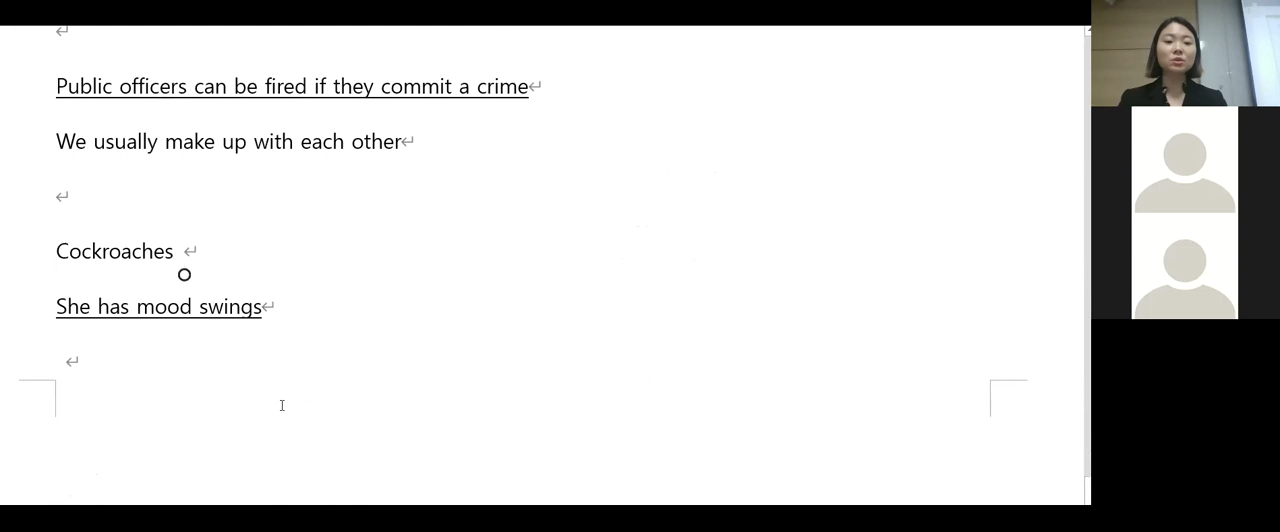 Public officers can be fired if they commit a crime
We usually make up with each other
Cockroaches
She has mood swings